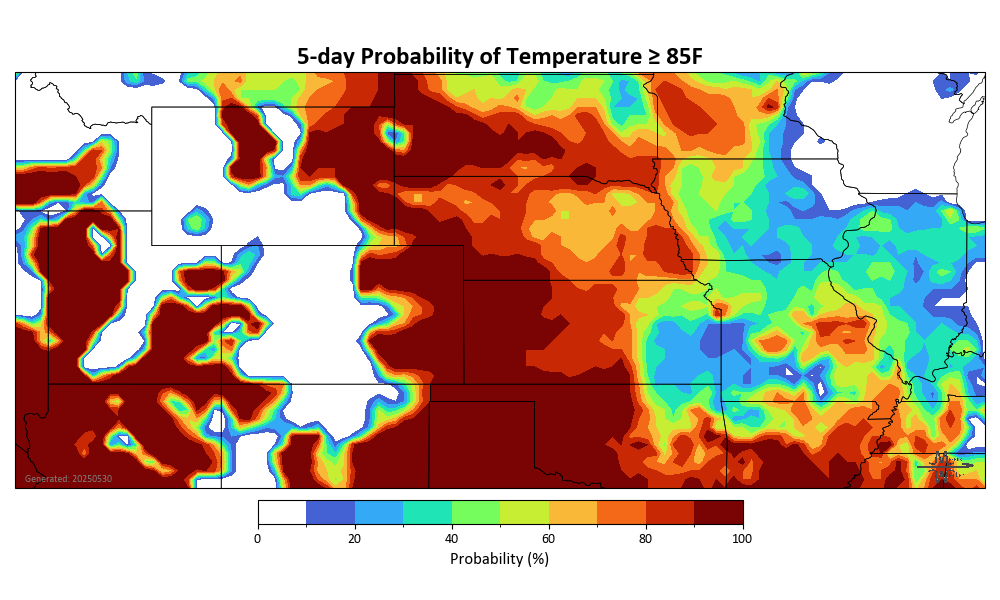 5-day Probability of Temperature ≥ 85F
Generated: 20250530
0 20 40 60 80 100
Probability (%)